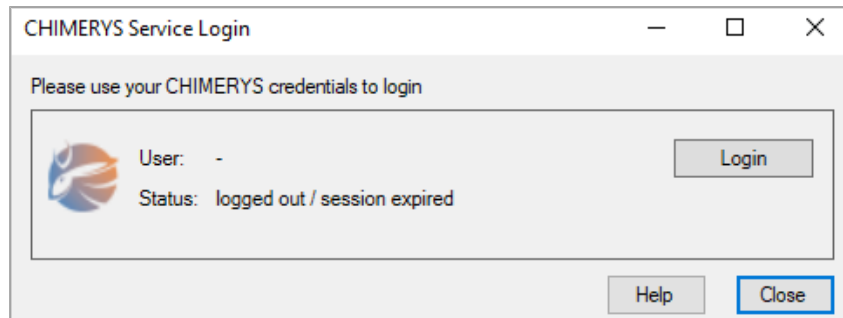 CHIMERYS Service Login
Please use your CHIMERYS credentials to login
User: -
Login
Status: logged out / session expired
Help
Close